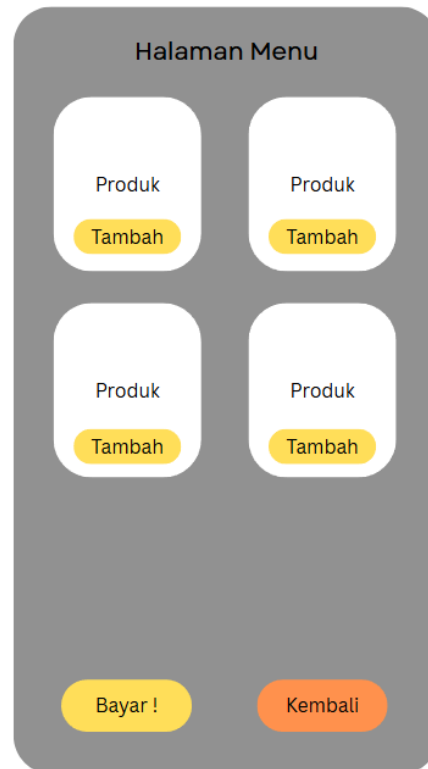 Halaman Menu
Produk
Tambah
Produk
Tambah
Produk
Tambah
Produk
Tambah
Bayar !
Kembali